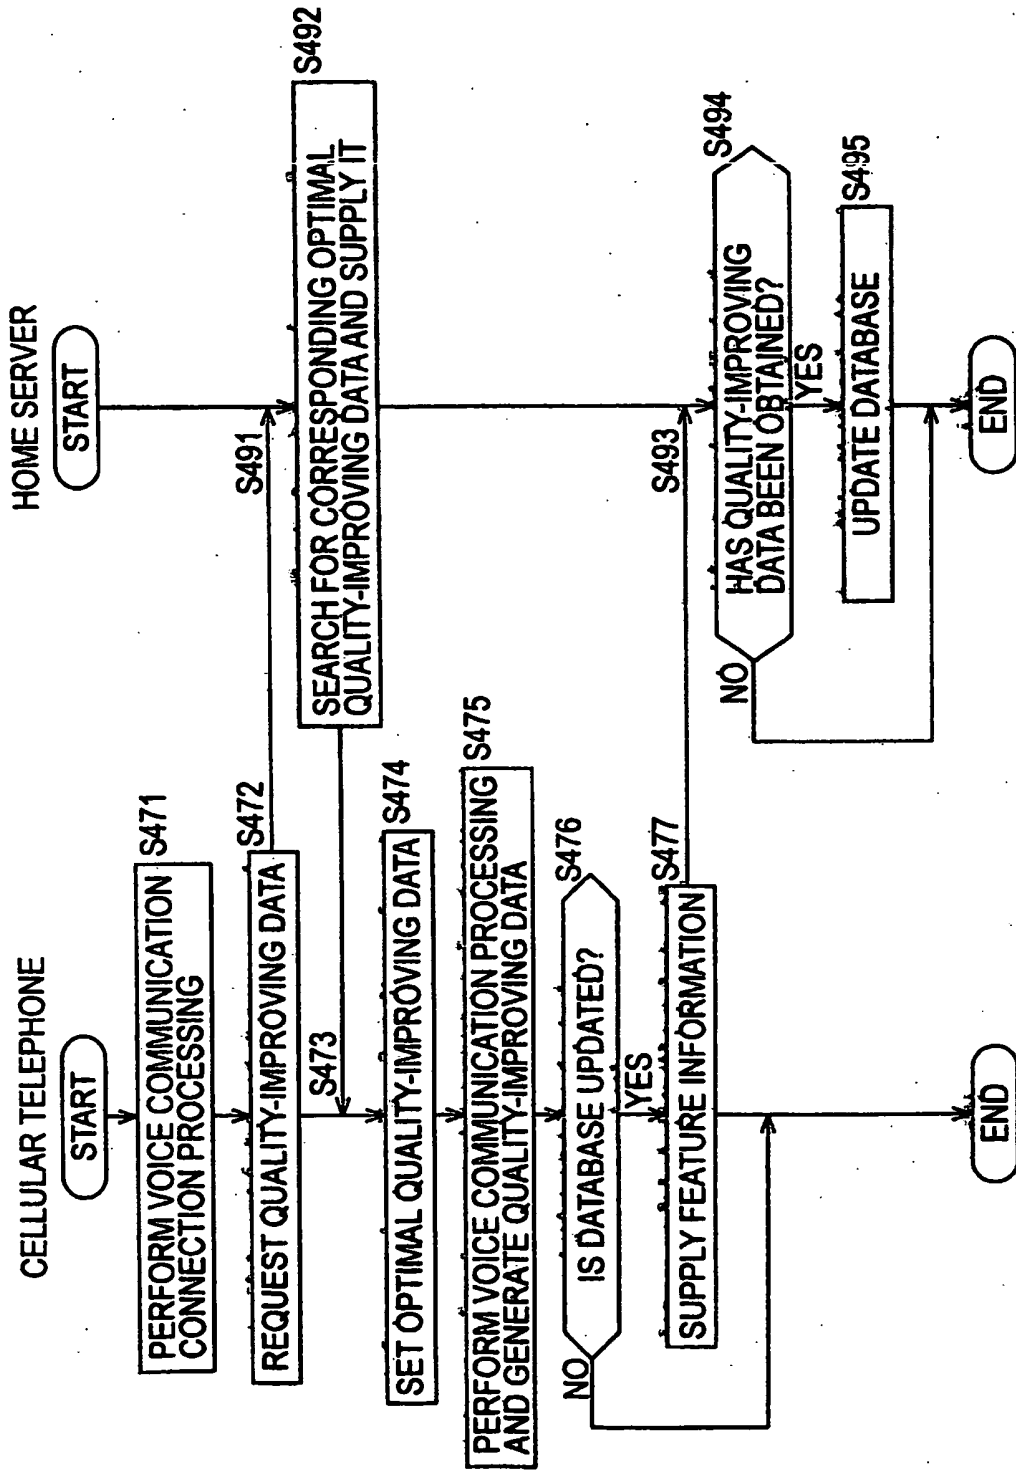 CELLULAR TELEPHONE
START
PERFORM VOICE COMMUNICATION
CONNECTION PROCESSING
S471
REQUEST QUALITY-IMPROVING DATA
S472
S473
SET OPTIMAL QUALITY-IMPROVING DATA
S474
PERFORM VOICE COMMUNICATION PROCESSING
AND GENERATE QUALITY-IMPROVING DATA
S475
IS DATABASE UPDATED?
S476
NO
YES
SUPPLY FEATURE INFORMATION
S477
END
HOME SERVER
START
S491
SEARCH FOR CORRESPONDING OPTIMAL
QUALITY-IMPROVING DATA AND SUPPLY IT
S492
S493
HAS QUALITY-IMPROVING
DATA BEEN OBTAINED?
S494
NO
YES
UPDATE DATABASE
S495
END